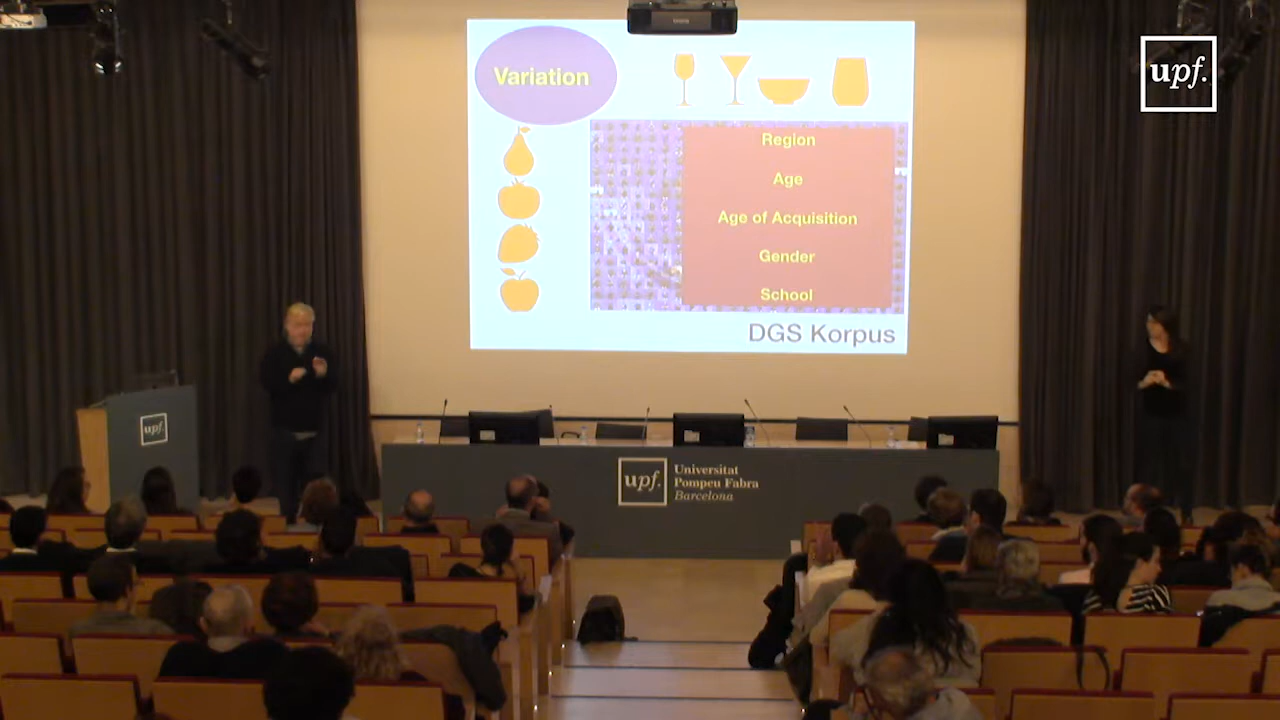 Variation
Region
Age
Age of Acquisition
Gender
School
DGS Korpus
upf.
upf.
upf.
Universitat
Pompeu Fabra
Barcelona